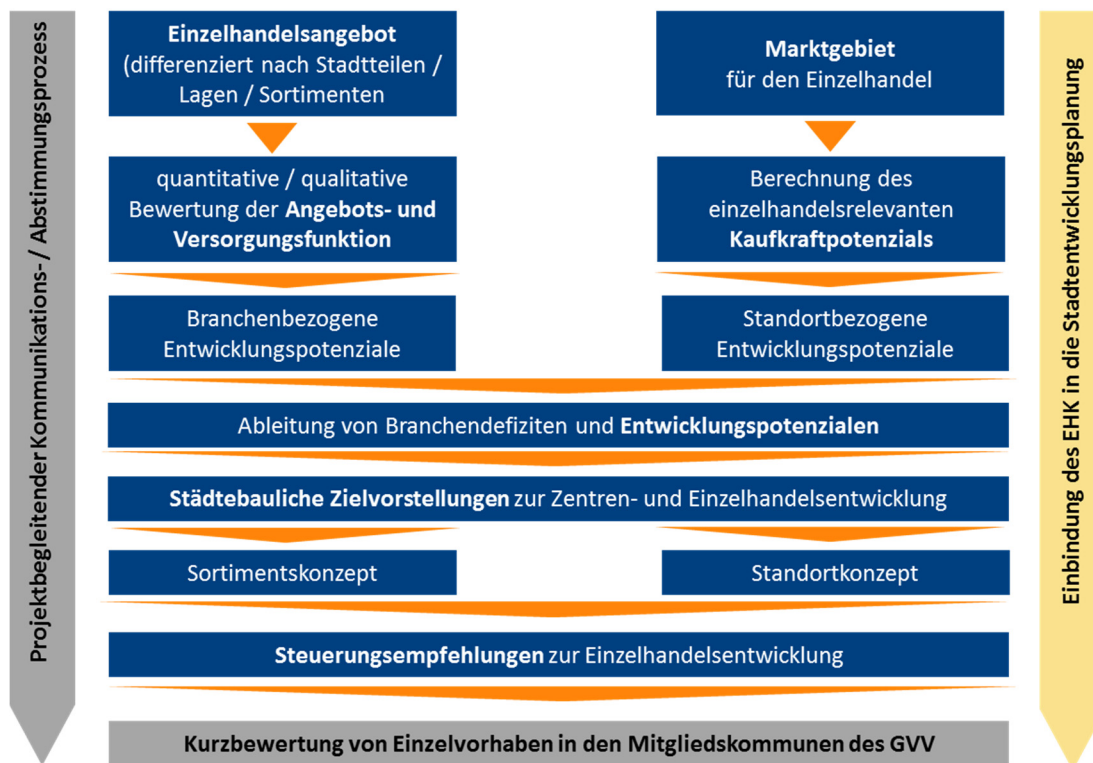 Projektbegleitender Kommunikations- / Abstimmungsprozess
Einzelhandelsangebot
(differenziert nach Stadtteilen /
Lagen / Sortimenten
Marktgebiet
für den Einzelhandel
quantitative / qualitative
Bewertung der Angebots- und
Versorgungsfunktion
Berechnung des
einzelhandelsrelevanten
Kaufkraftpotenzials
Branchenbezogene
Entwicklungspotenziale
Standortbezogene
Entwicklungspotenziale
Ableitung von Branchendefiziten und Entwicklungspotenzialen
Städtebauliche Zielvorstellungen zur Zentren- und Einzelhandelsentwicklung
Sortimentskonzept
Standortkonzept
Steuerungsempfehlungen zur Einzelhandelsentwicklung
Kurzbewertung von Einzelvorhaben in den Mitgliedskommunen des GVV
Einbindung des EHK in die Stadtentwicklungsplanung